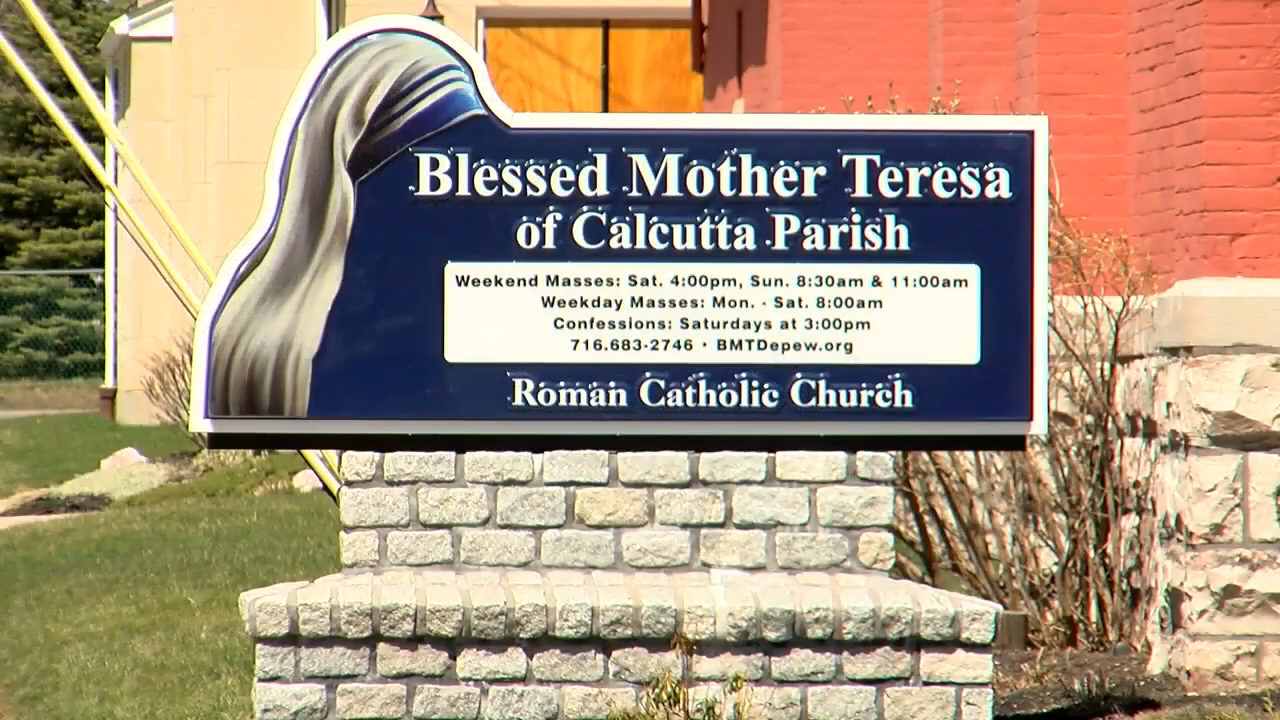 Blessed Mother Teresa
of Calcutta Parish
Weekend Masses: Sat. 4:00pm, Sun. 8:30am & 11:00am
Weekday Masses: Mon. - Sat. 8:00am
Confessions: Saturdays at 3:00pm
716.683-2746 · BMTDepew.org
Roman Catholic Church